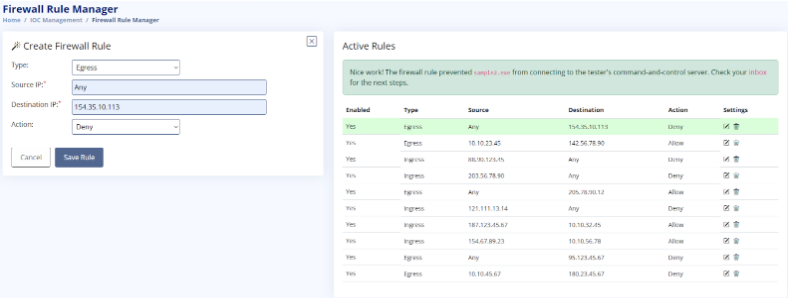 Firewall Rule Manager
Home / IOC Management / Firewall Rule Manager
Create Firewall Rule
Type:
Egress
Source IP:*
Any
Destination IP:*
154.35.10.113
Action:
Deny
Cancel
Save Rule
Active Rules
Nice work! The firewall rule prevented sample2.exe from connecting to the tester's command-and-control server. Check your inbox
for the next steps.
Enabled Type Source Destination Action Settings
Yes Egress Any 154.35.10.113 Deny
Yes Egress 10.10.23.45 142.56.78.90 Allow
Yes Ingress 88.90.123.45 Any Deny
Yes Ingress 203.56.78.90 Any Deny
Yes Egress Any 205.78.90.12 Allow
Yes Ingress 121.111.13.14 Any Deny
Yes Ingress 187.123.45.67 10.10.32.45 Allow
Yes Ingress 154.67.89.23 10.10.56.78 Allow
Yes Egress Any 95.123.45.67 Deny
Yes Egress 10.10.45.67 180.23.45.67 Deny